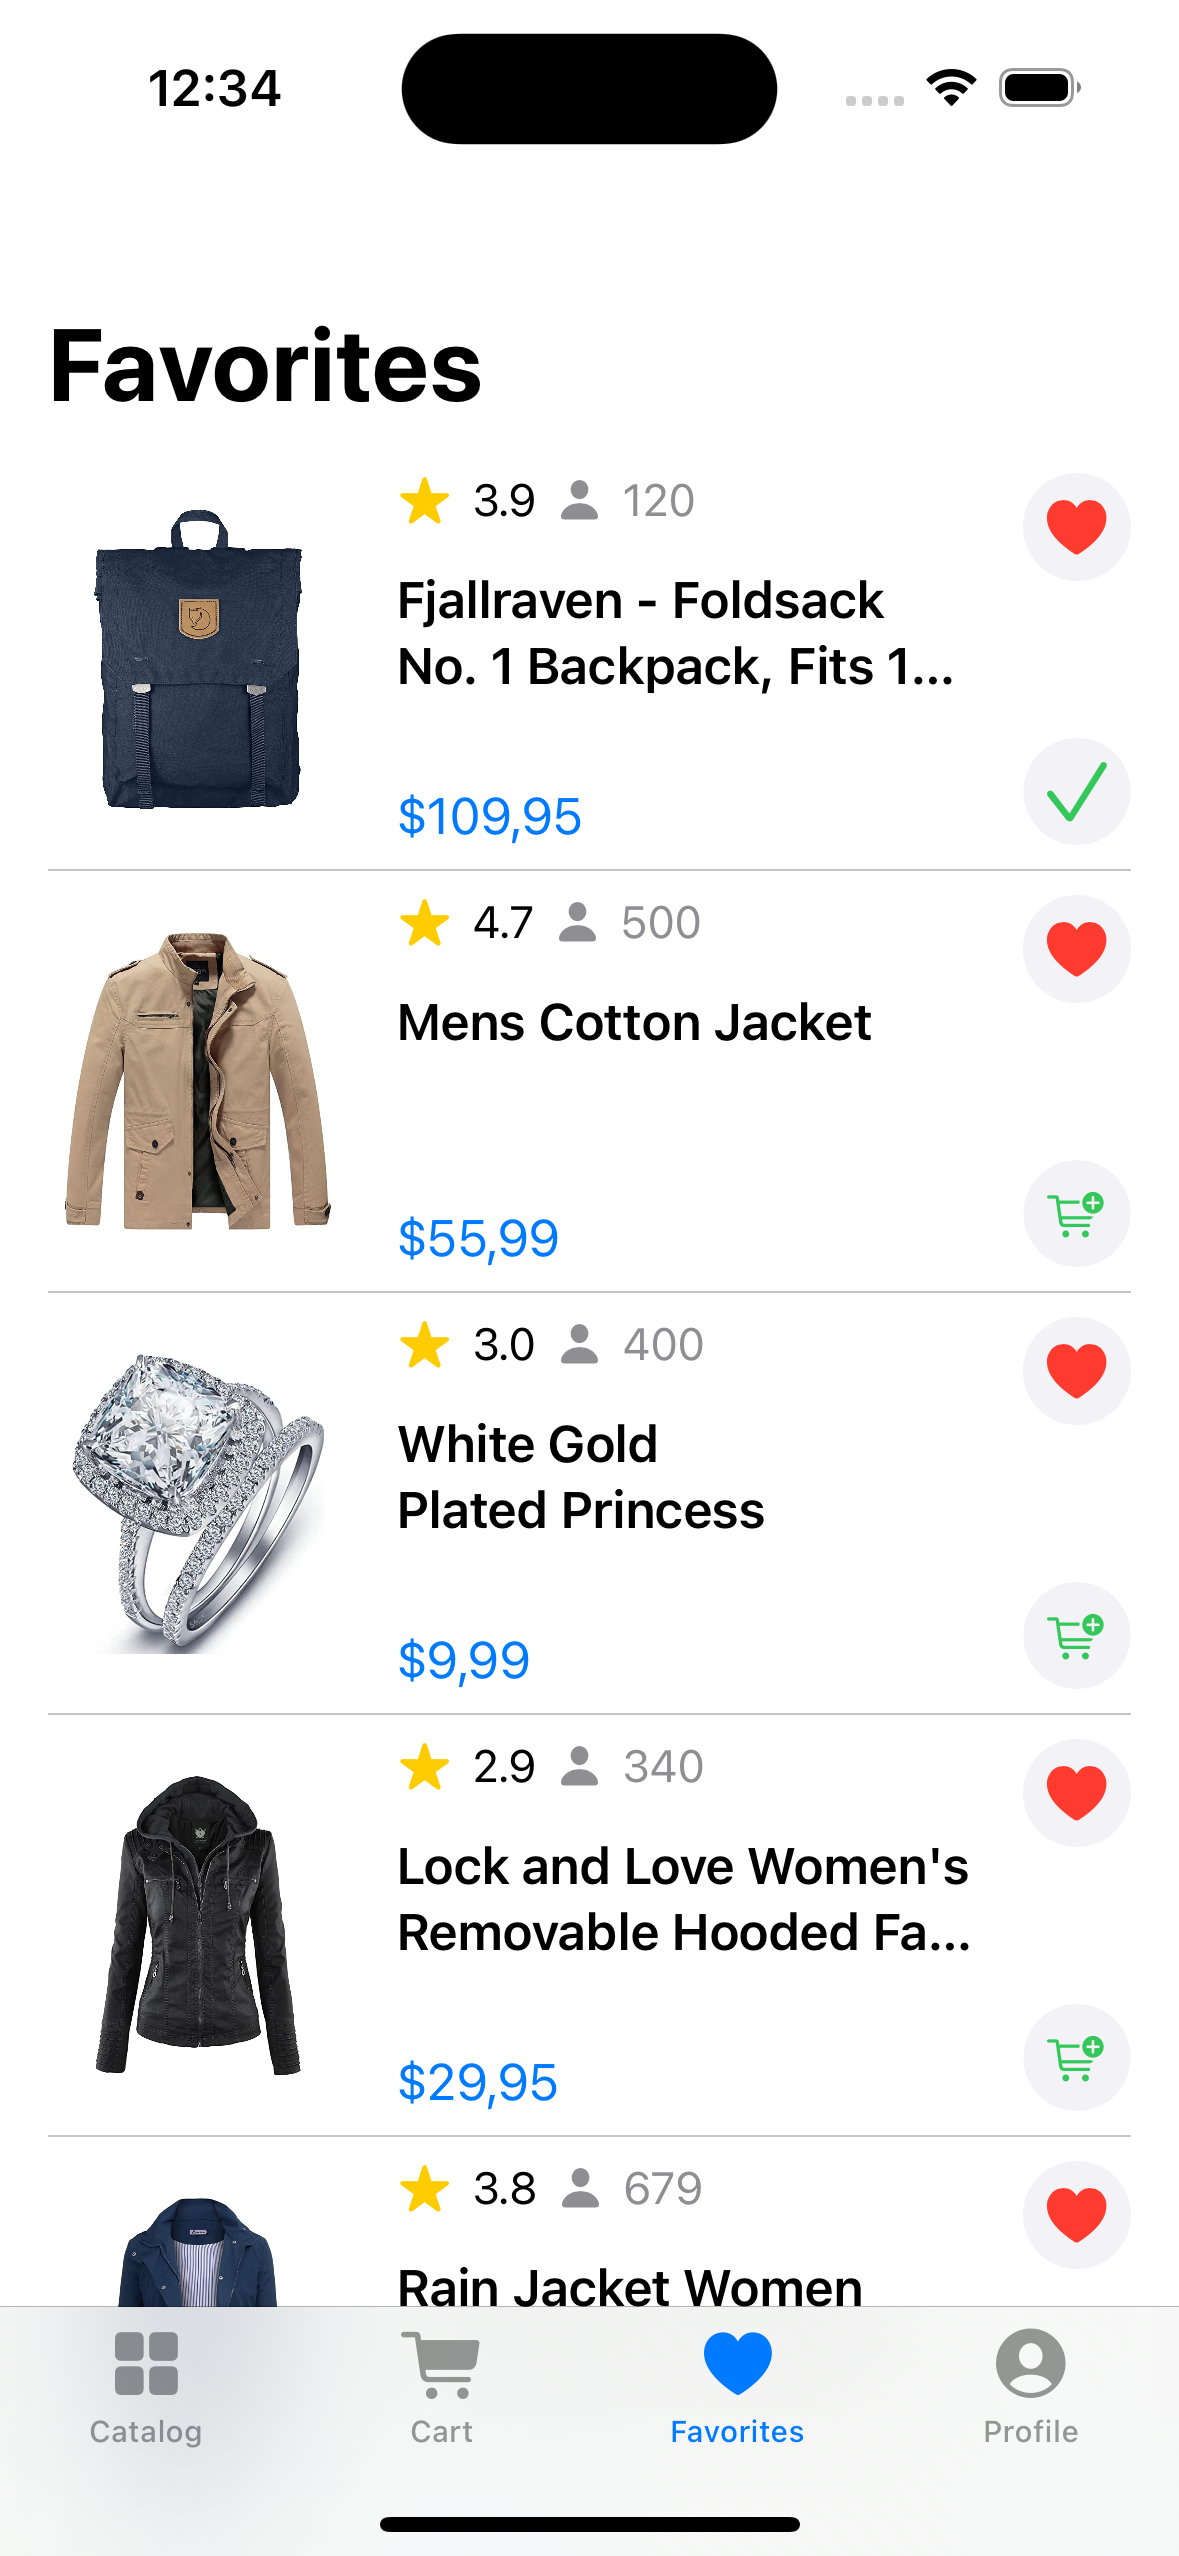 12:34
Favorites
3.9 120
Fjallraven - Foldsack
No. 1 Backpack, Fits 1...
$109,95
4.7 500
Mens Cotton Jacket
$55,99
3.0 400
White Gold
Plated Princess
$9,99
2.9 340
Lock and Love Women's
Removable Hooded Fa...
$29,95
3.8 679
Rain Jacket Women
Catalog Cart Favorites Profile